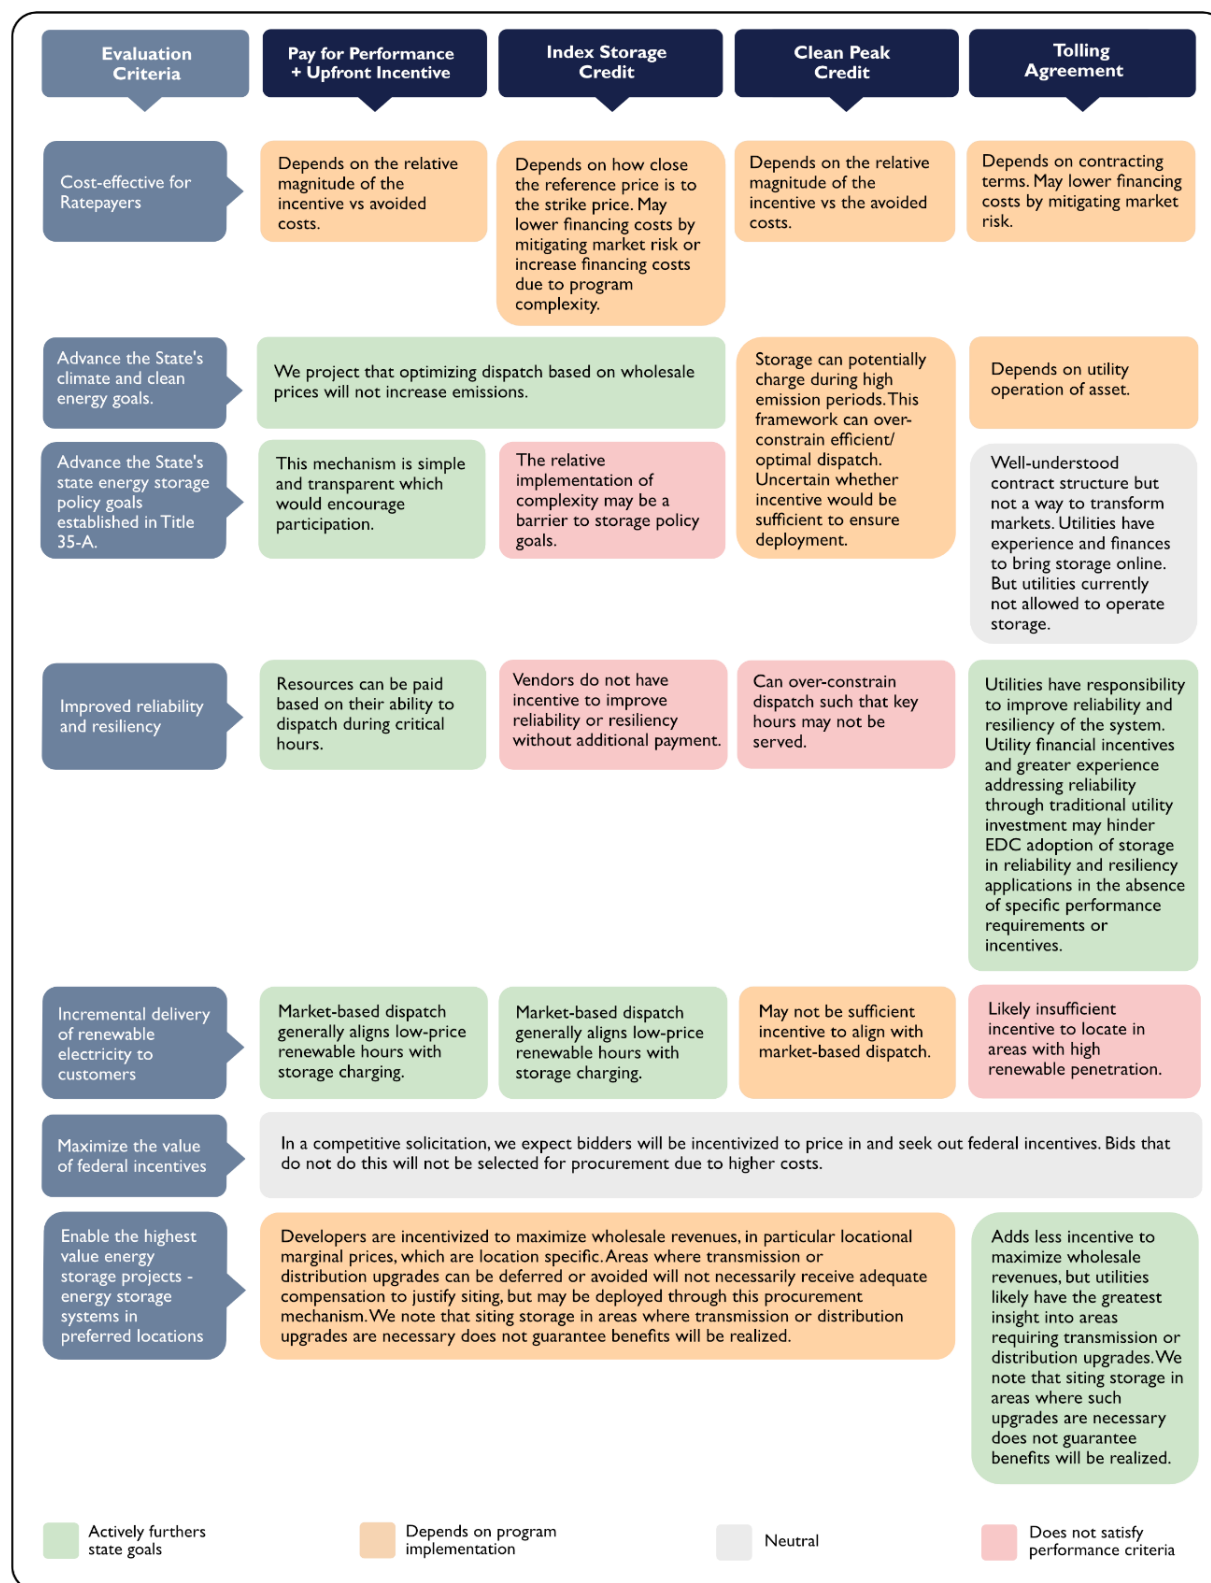 Evaluation
Criteria
Pay for Performance
+ Upfront Incentive
Index Storage
Credit
Clean Peak
Credit
Tolling
Agreement
Cost-effective for
Ratepayers
Depends on the relative
magnitude of the
incentive vs avoided
costs.
Depends on how close
the reference price is to
the strike price. May
lower financing costs by
mitigating market risk or
increase financing costs
due to program
complexity.
Depends on the relative
magnitude of the
incentive vs the avoided
costs.
Depends on contracting
terms. May lower financing
costs by mitigating market
risk.
Advance the State's
climate and clean
energy goals.
We project that optimizing dispatch based on wholesale
prices will not increase emissions.
Storage can potentially
charge during high
emission periods. This
framework can over-
constrain efficient/
optimal dispatch.
Uncertain whether
incentive would be
sufficient to ensure
deployment.
Depends on utility
operation of asset.
Advance the State's
state energy storage
policy goals
established in Title
35-A.
This mechanism is simple
and transparent which
would encourage
participation.
The relative
implementation of
complexity may be a
barrier to storage policy
goals.
Well-understood
contract structure but
not a way to transform
markets. Utilities have
experience and finances
to bring storage online.
But utilities currently
not allowed to operate
storage.
Improved reliability
and resiliency
Resources can be paid
based on their ability to
dispatch during critical
hours.
Vendors do not have
incentive to improve
reliability or resiliency
without additional payment.
Can over-constrain
dispatch such that key
hours may not be
served.
Utilities have responsibility
to improve reliability and
resiliency of the system.
Utility financial incentives
and greater experience
addressing reliability
through traditional utility
investment may hinder
EDC adoption of storage
in reliability and resiliency
applications in the absence
of specific performance
requirements or
incentives.
Incremental delivery
of renewable
electricity to
customers
Market-based dispatch
generally aligns low-price
renewable hours with
storage charging.
Market-based dispatch
generally aligns low-price
renewable hours with
storage charging.
May not be sufficient
incentive to align with
market-based dispatch.
Likely insufficient
incentive to locate in
areas with high
renewable penetration.
Maximize the value
of federal incentives
In a competitive solicitation, we expect bidders will be incentivized to price in and seek out federal incentives. Bids that
do not do this will not be selected for procurement due to higher costs.
Enable the highest
value energy
storage projects -
energy storage
systems in
preferred locations
Developers are incentivized to maximize wholesale revenues, in particular locational
marginal prices, which are location specific. Areas where transmission or
distribution upgrades can be deferred or avoided will not necessarily receive adequate
compensation to justify siting, but may be deployed through this procurement
mechanism. We note that siting storage in areas where transmission or distribution
upgrades are necessary does not guarantee benefits will be realized.
Adds less incentive to
maximize wholesale
revenues, but utilities
likely have the greatest
insight into areas
requiring transmission or
distribution upgrades. We
note that siting storage in
areas where such
upgrades are necessary
does not guarantee
benefits will be realized.
Actively furthers
state goals
Depends on program
implementation
Neutral
Does not satisfy
performance criteria